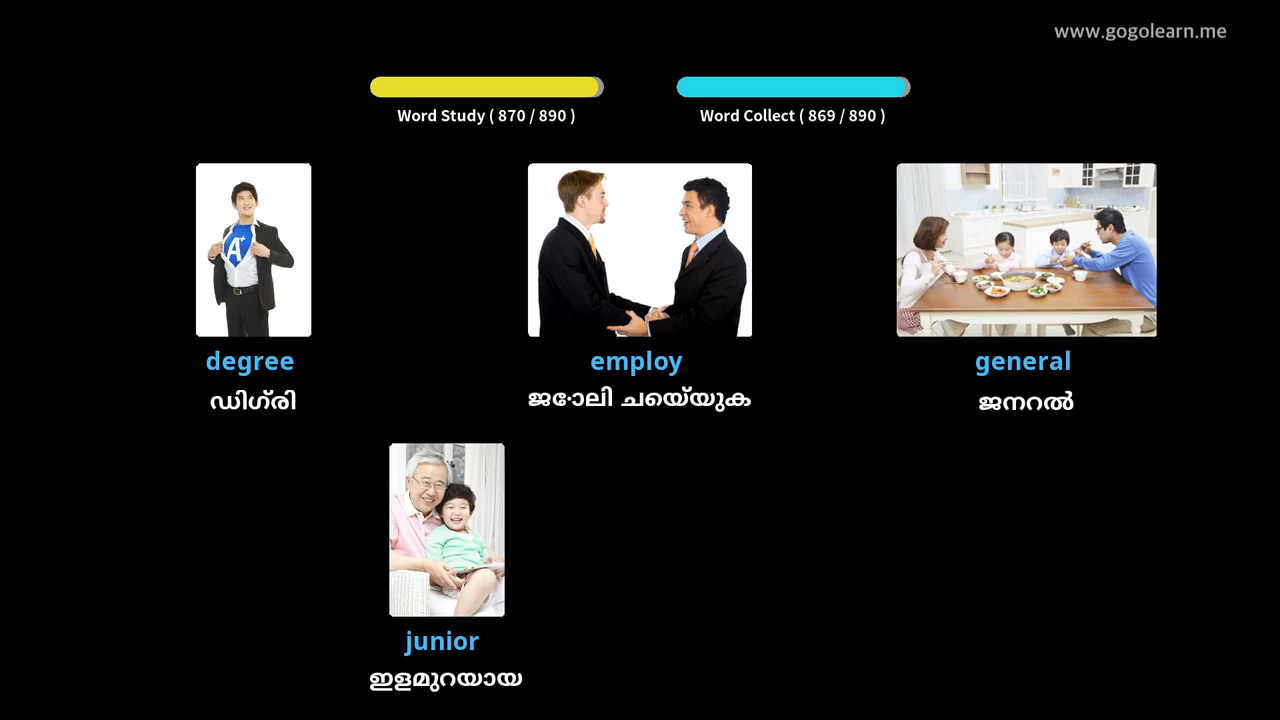 www.gogolearn.me
Word Study ( 870 / 890 )
Word Collect ( 869 / 890 )
A+
degree
ഡിഗ്രി
employ
ജോലി ചെയ്യുക
general
ജനറൽ
junior
ഇളമുറയായ